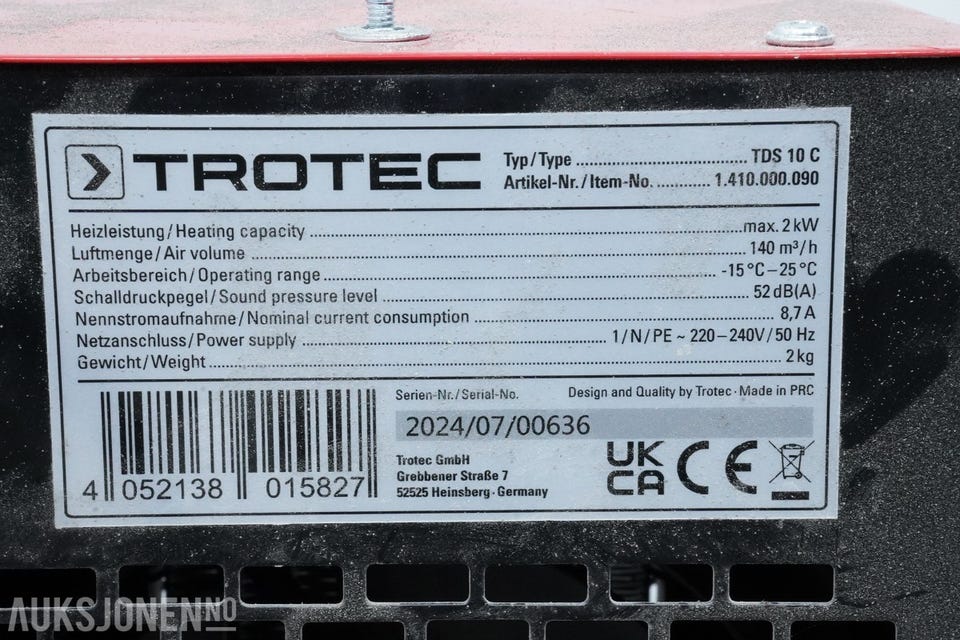 TROTEC
Typ/Type ........................ TDS 10 C
Artikel-Nr./Item-No. ............ 1.410.000.090
Heizleistung/Heating capacity ........................ max. 2 kW
Luftmenge/Air volume ........................ 140 m³/h
Arbeitsbereich/Operating range ........................ -15 °C – 25 °C
Schalldruckpegel/Sound pressure level ........................ 52 dB(A)
Nennstromaufnahme/Nominal current consumption ........................ 8,7 A
Netzanschluss/Power supply ........................ 1/N/PE ~ 220–240V/50 Hz
Gewicht/Weight ........................ 2 kg
Serien-Nr./Serial-No. Design and Quality by Trotec · Made in PRC
2024/07/00636
Trotec GmbH
Grebbener Straße 7
52525 Heinsberg · Germany
UK
CA CE
4 052138 015827
AUKSJONEN.NO